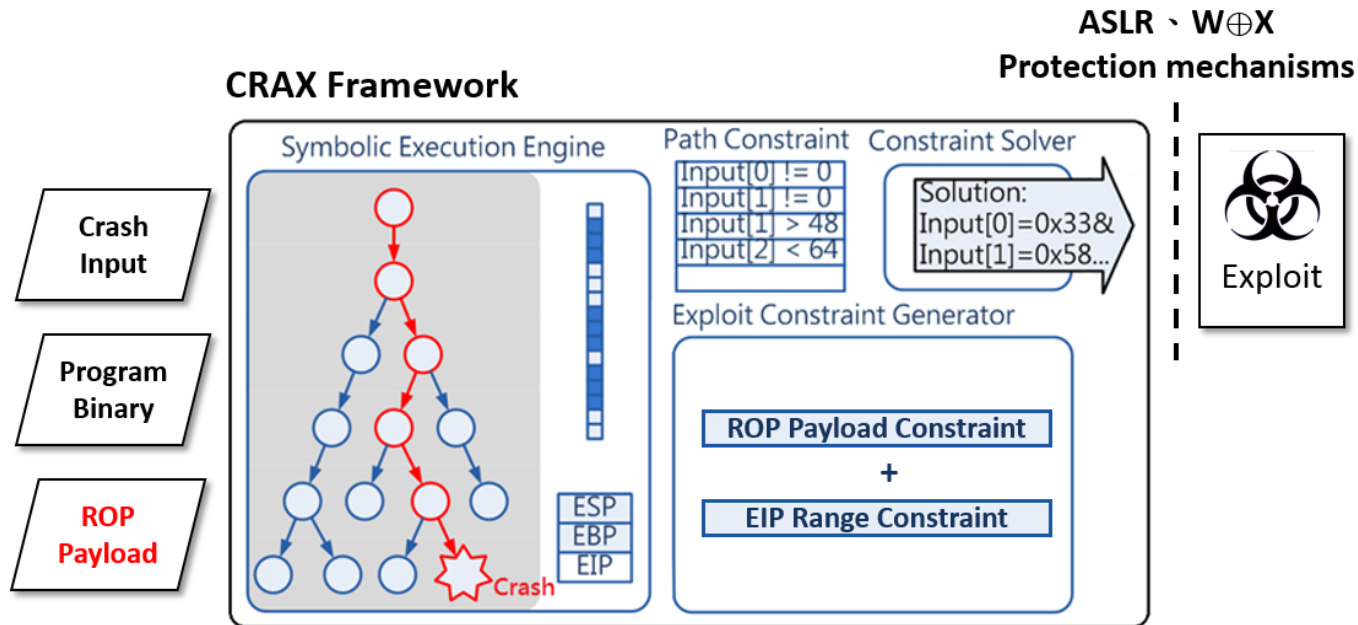 ASLR、W⊕X
Protection mechanisms
CRAX Framework
Symbolic Execution Engine
Path Constraint
Constraint Solver
Input[0] != 0
Input[1] != 0
Input[1] > 48
Input[2] < 64
Solution:
Input[0]=0x33&
Input[1]=0x58...
Exploit
Crash
Input
Program
Binary
ROP
Payload
ESP
EBP
EIP
Crash
Exploit Constraint Generator
ROP Payload Constraint
+
EIP Range Constraint